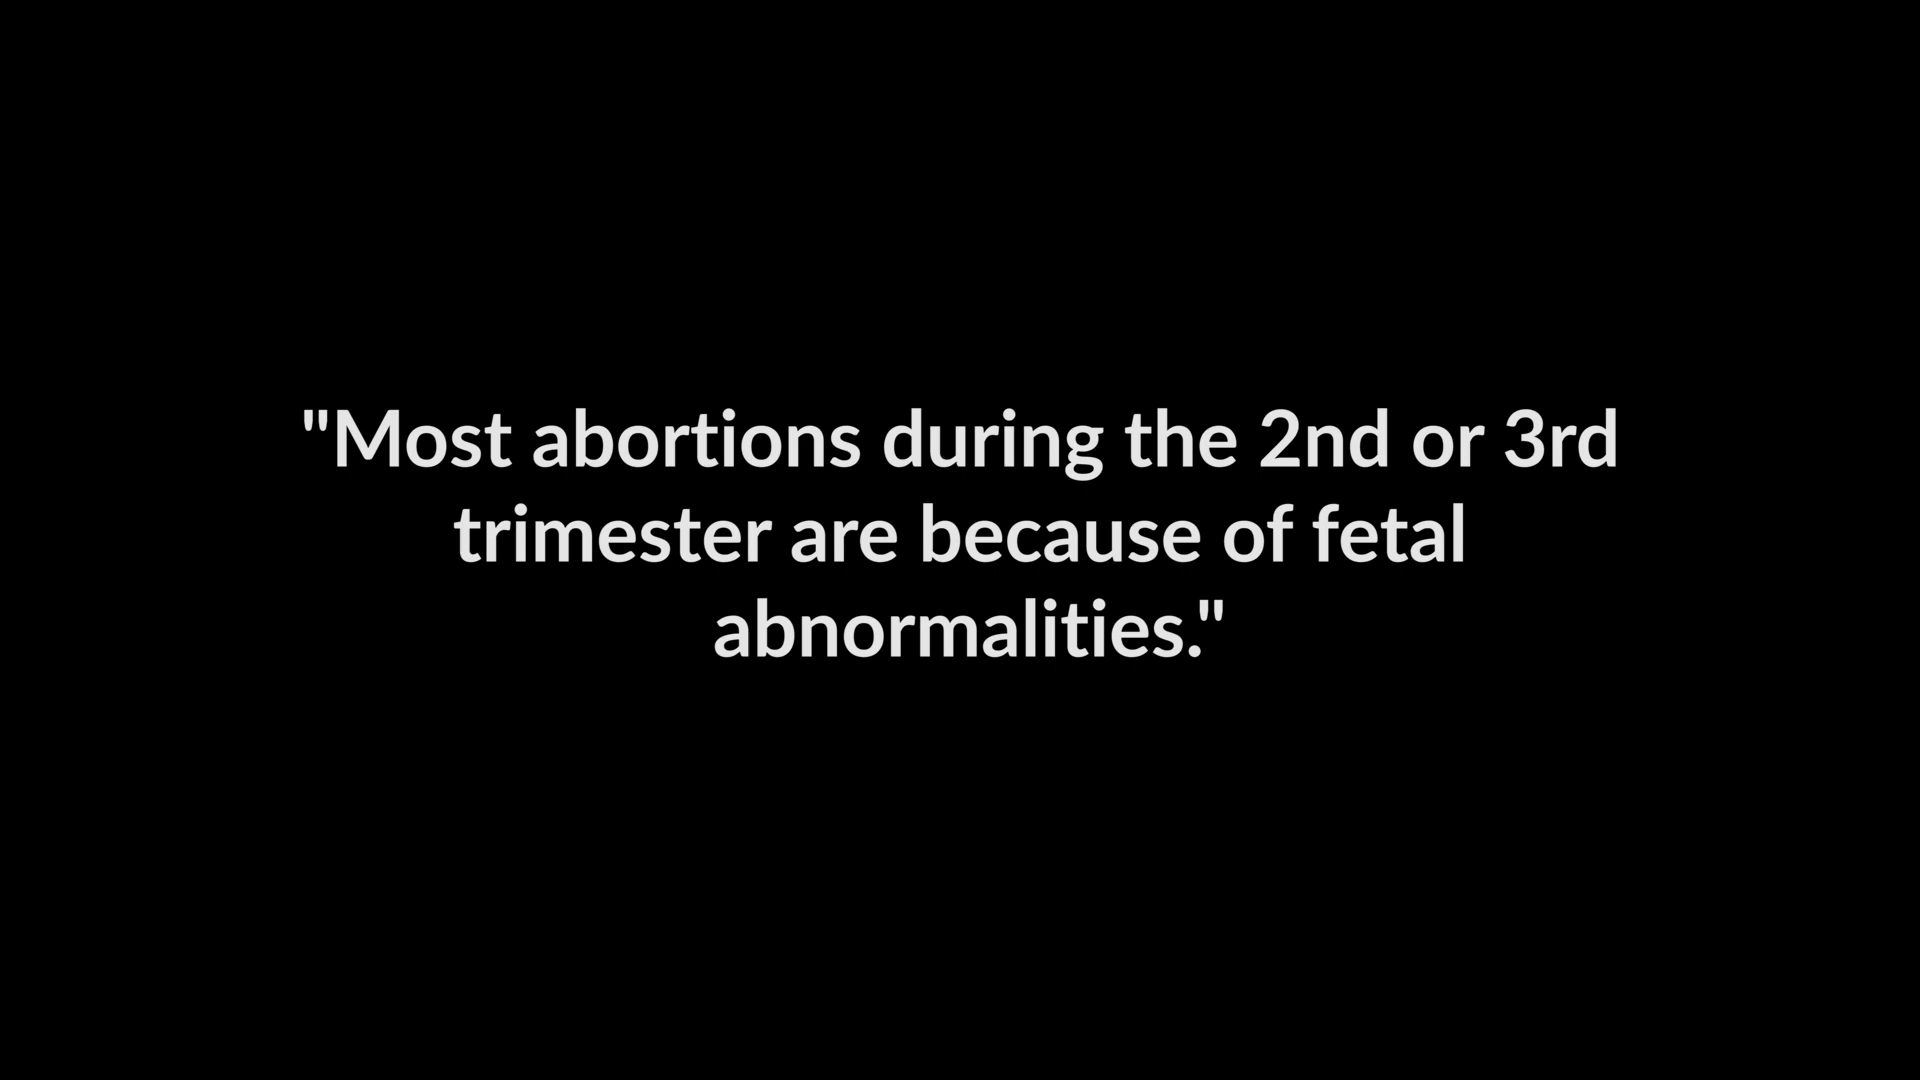 "Most abortions during the 2nd or 3rd
trimester are because of fetal
abnormalities."